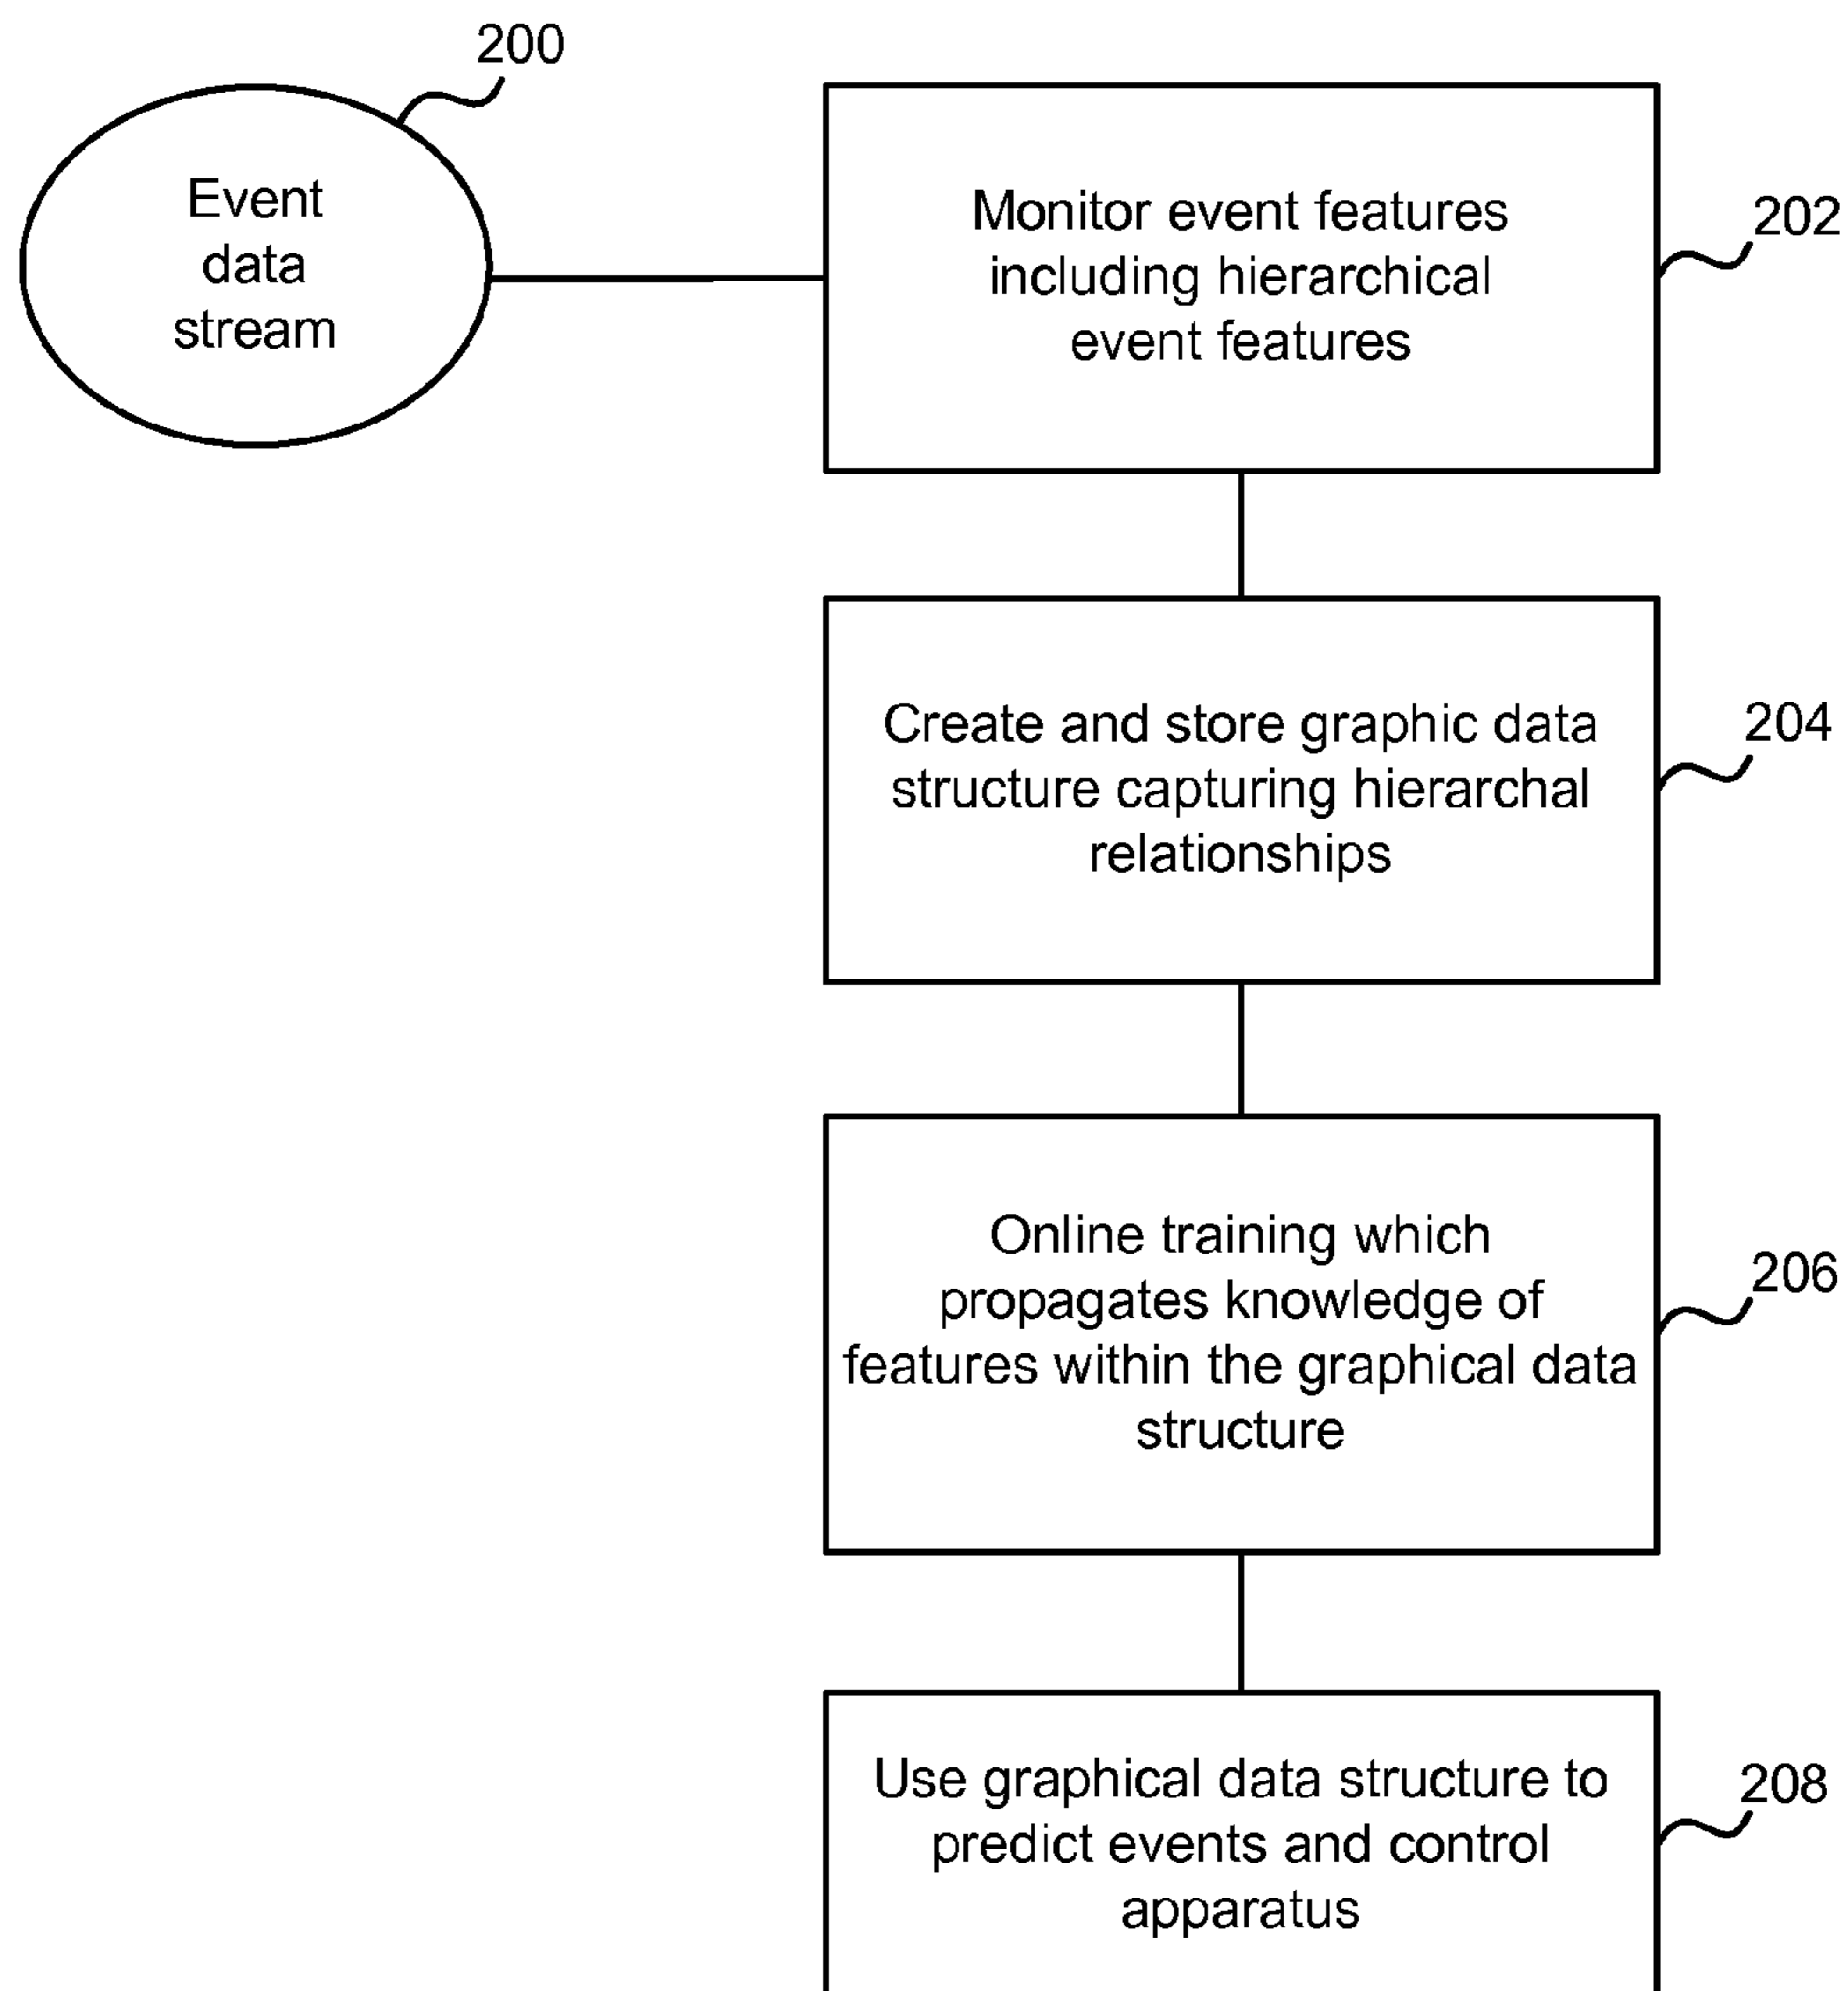 200
Event
data
stream
Monitor event features
including hierarchical
event features
202
Create and store graphic data
structure capturing hierarchal
relationships
204
Online training which
propagates knowledge of
features within the graphical data
structure
206
Use graphical data structure to
predict events and control
apparatus
208